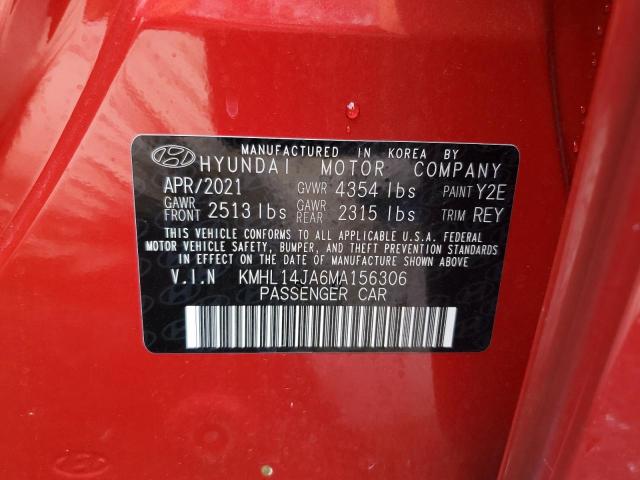 MANUFACTURED IN KOREA BY
HYUNDAI MOTOR COMPANY
APR/2021 GVWR 4354 lbs PAINT Y2E
GAWR FRONT 2513 lbs GAWR REAR 2315 lbs TRIM REY
THIS VEHICLE CONFORMS TO ALL APPLICABLE U.S.A. FEDERAL
MOTOR VEHICLE SAFETY, BUMPER, AND THEFT PREVENTION STANDARDS
IN EFFECT ON THE DATE OF MANUFACTURE SHOWN ABOVE.
V.I.N KMHL14JA6MA156306
PASSENGER CAR